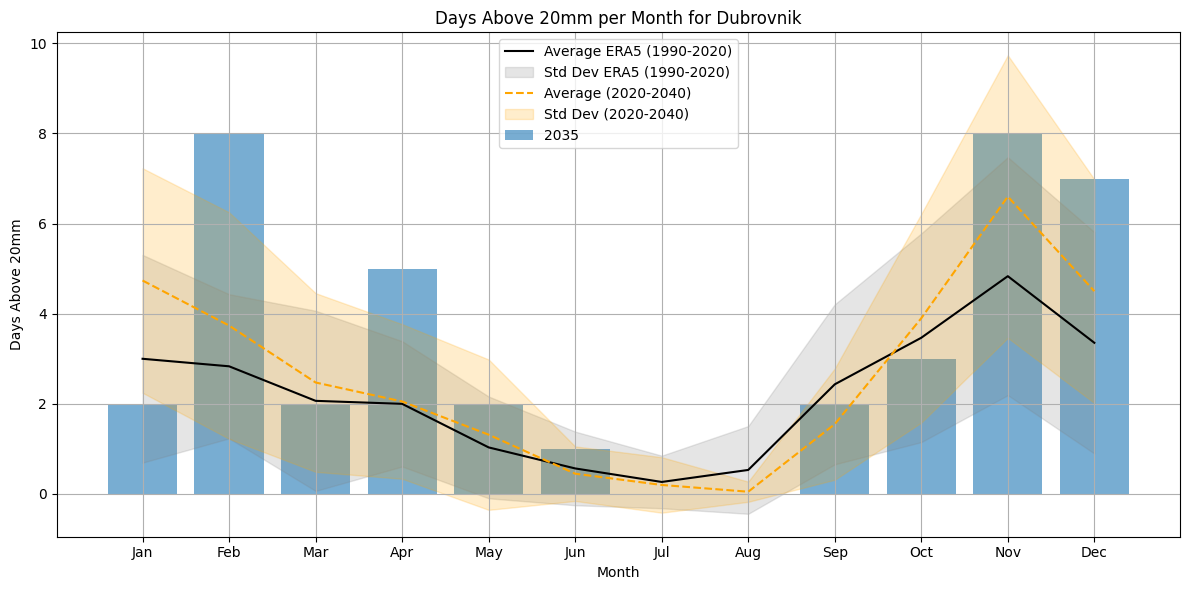 Days Above 20mm per Month for Dubrovnik
Average ERA5 (1990-2020)
Std Dev ERA5 (1990-2020)
Average (2020-2040)
Std Dev (2020-2040)
2035
Days Above 20mm
10
8
6
4
2
0
Jan Feb Mar Apr May Jun Jul Aug Sep Oct Nov Dec
Month